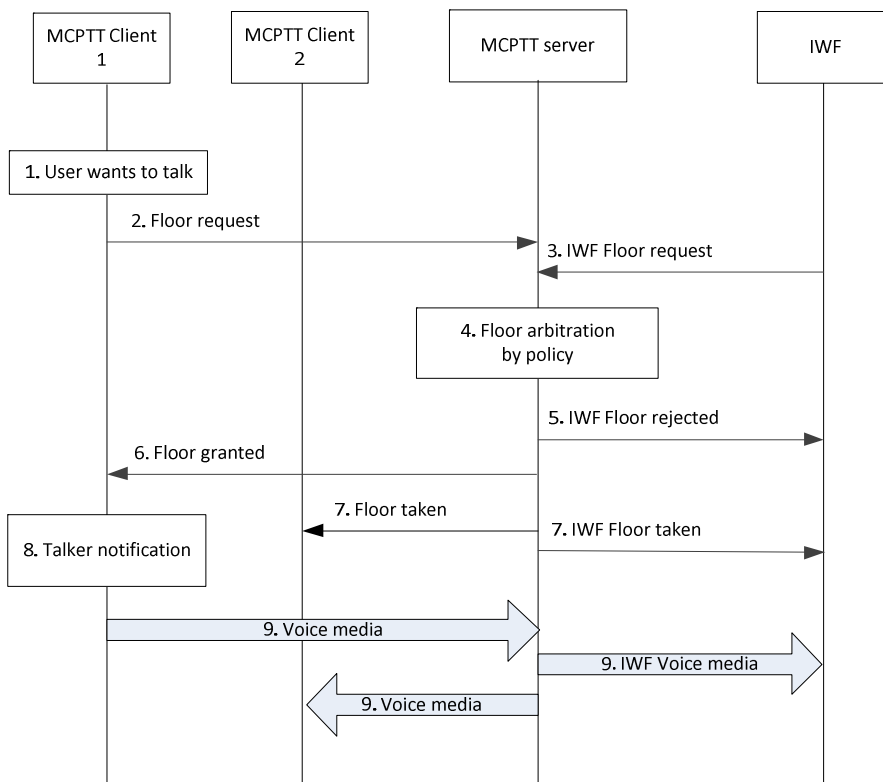 MCPTT Client
1
MCPTT Client
2
MCPTT server
IWF
1. User wants to talk
2. Floor request
3. IWF Floor request
4. Floor arbitration
by policy
5. IWF Floor rejected
6. Floor granted
7. Floor taken
7. IWF Floor taken
8. Talker notification
9. Voice media
9. IWF Voice media
9. Voice media